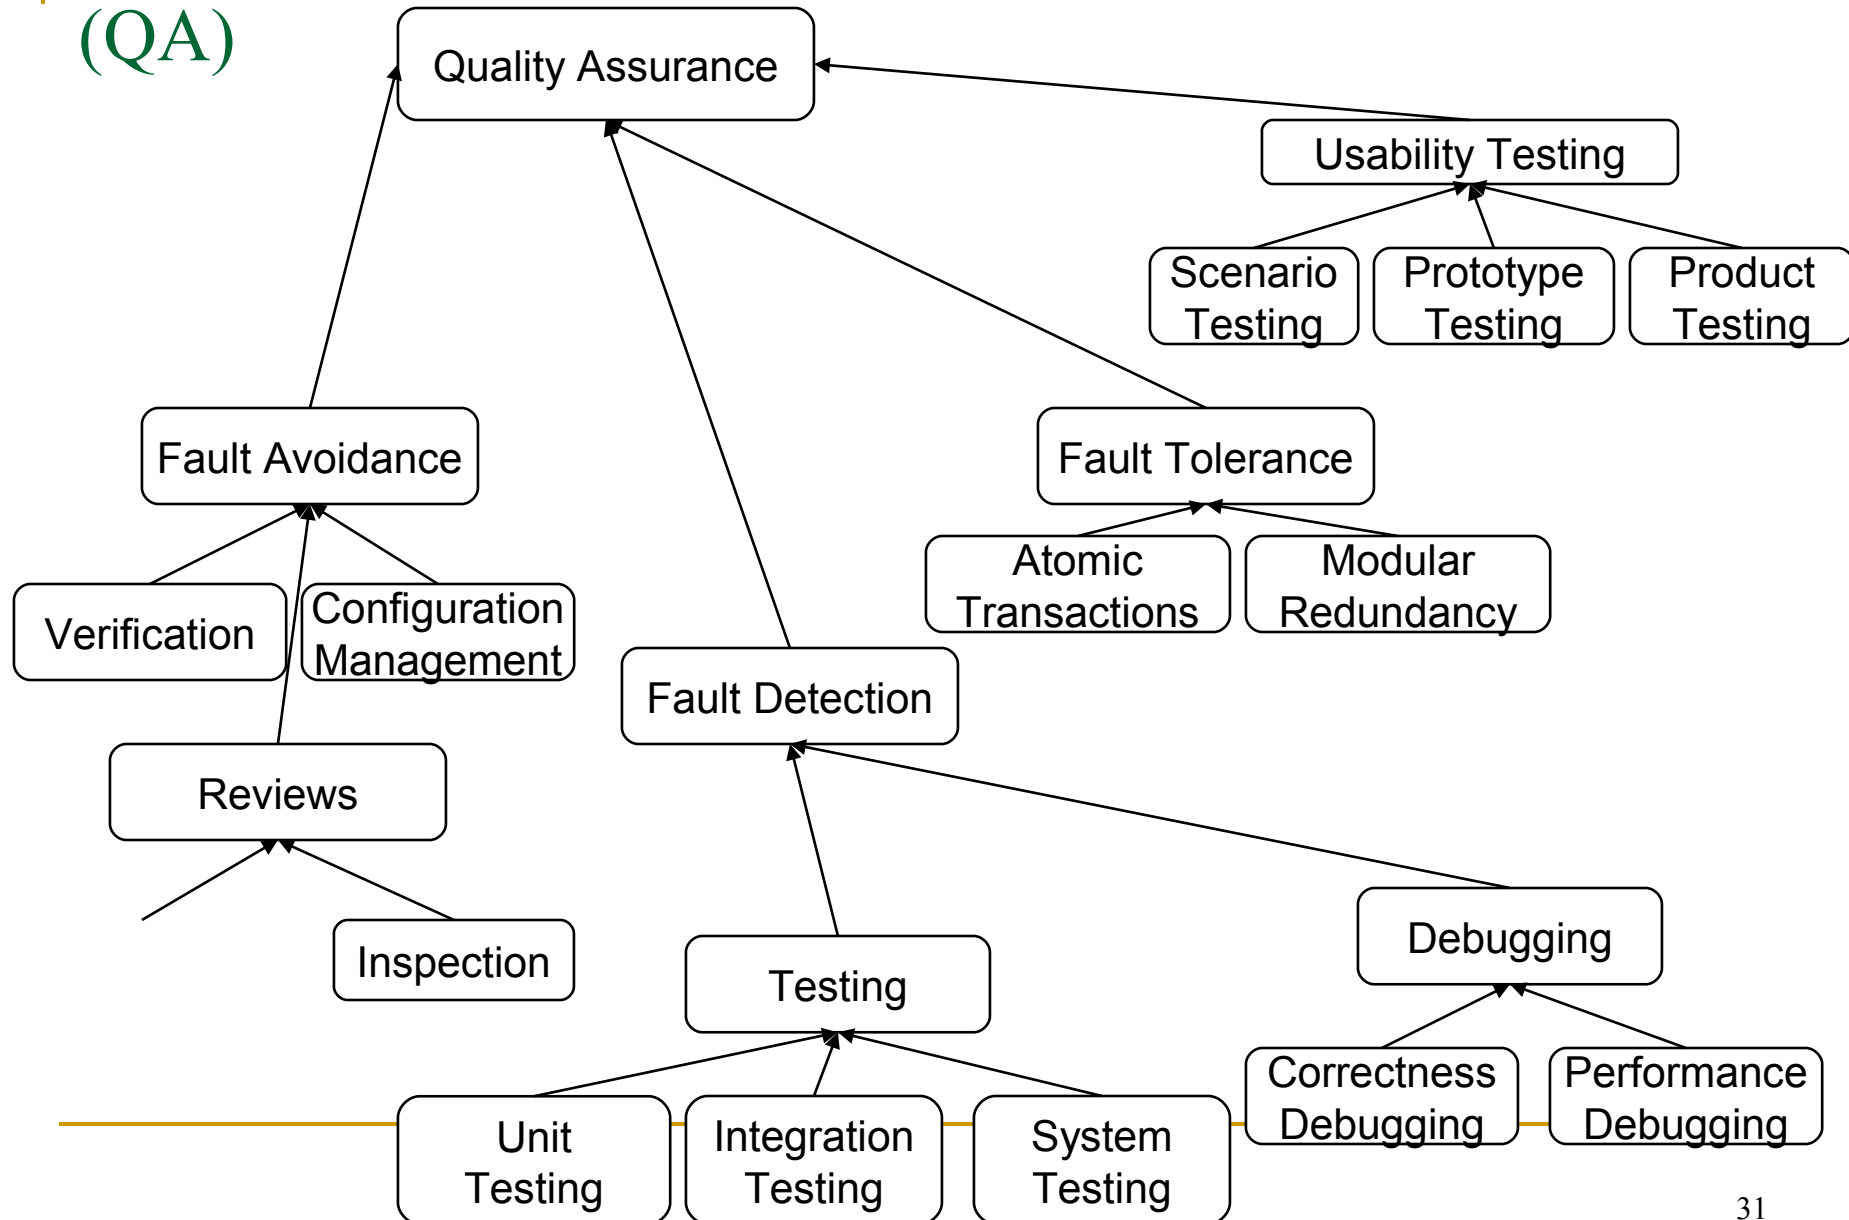 (QA)
Quality Assurance
Usability Testing
Scenario
Testing
Prototype
Testing
Product
Testing
Fault Avoidance
Fault Tolerance
Atomic
Transactions
Modular
Redundancy
Verification
Configuration
Management
Fault Detection
Reviews
Inspection
Testing
Debugging
Correctness
Debugging
Performance
Debugging
Unit
Testing
Integration
Testing
System
Testing
31